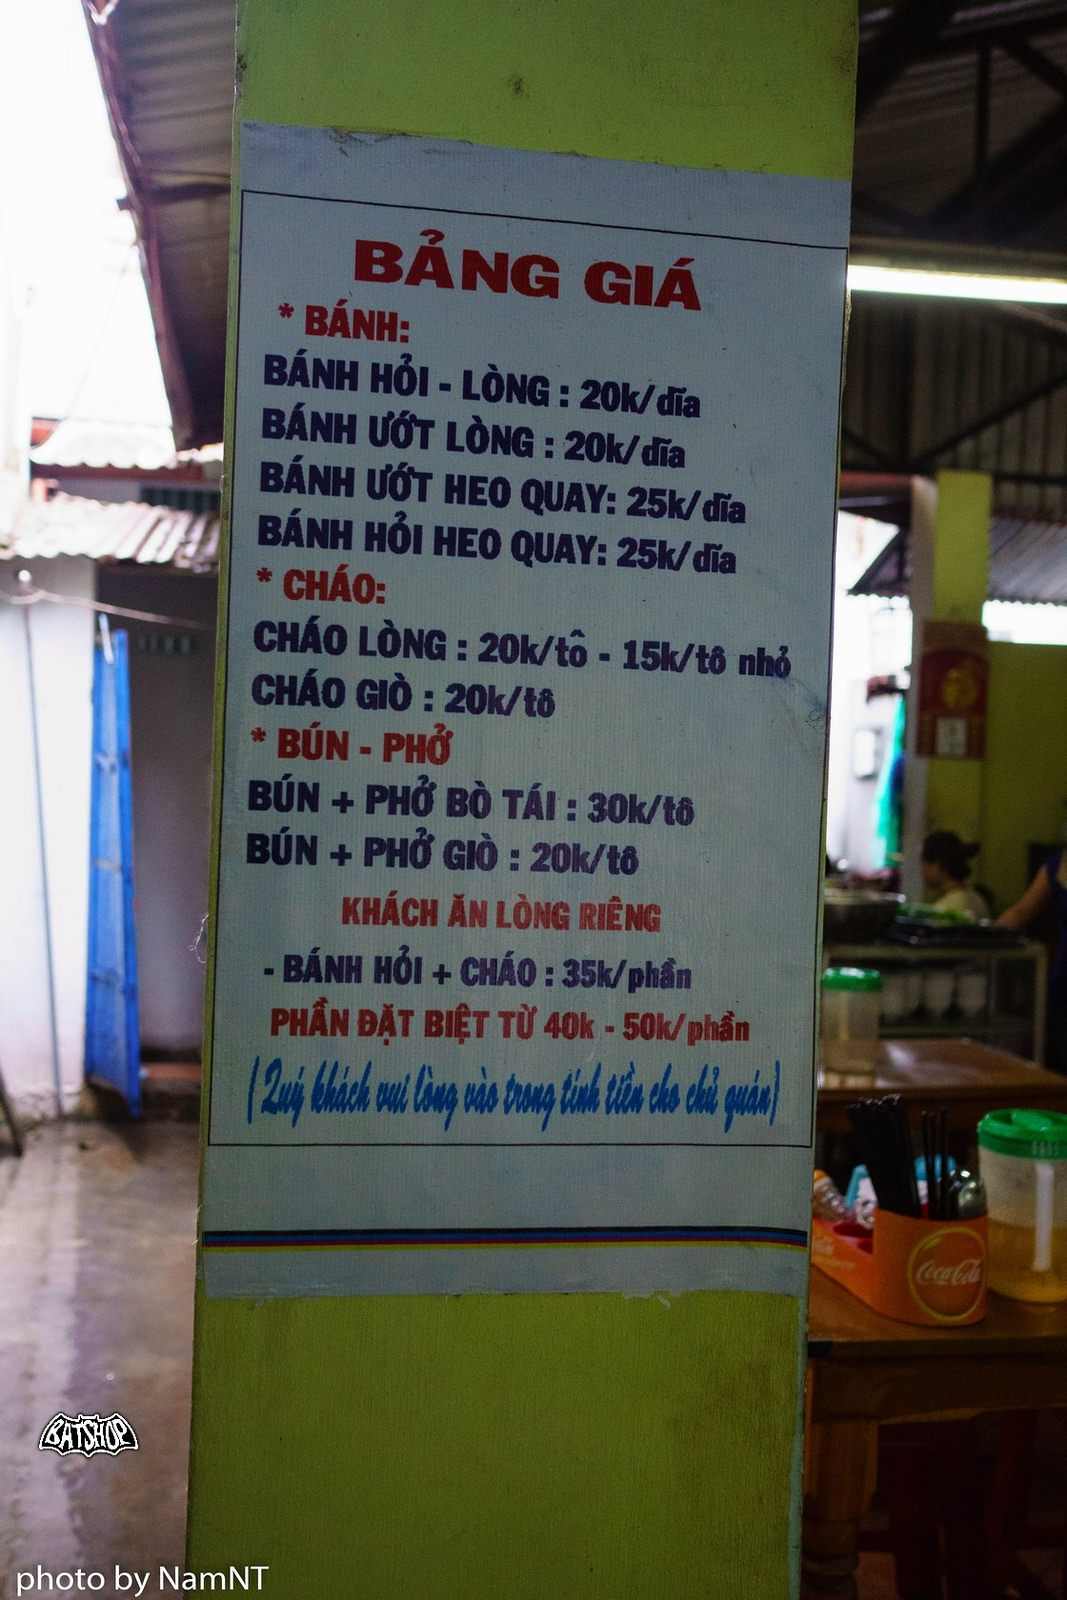 BẢNG GIÁ
* BÁNH:
BÁNH HỎI - LÒNG : 20k/dĩa
BÁNH ƯỚT LÒNG : 20k/dĩa
BÁNH ƯỚT HEO QUAY: 25k/dĩa
BÁNH HỎI HEO QUAY: 25k/dĩa
* CHÁO:
CHÁO LÒNG : 20k/tô - 15k/tô nhỏ
CHÁO GIÒ : 20k/tô
* BÚN - PHỞ
BÚN + PHỞ BÒ TÁI : 30k/tô
BÚN + PHỞ GIÒ : 20k/tô
KHÁCH ĂN LÒNG RIÊNG
- BÁNH HỎI + CHÁO : 35k/phần
PHẦN ĐẶT BIỆT TỪ 40k - 50k/phần
(Quý khách vui lòng vào trong tính tiền cho chủ quán)
Coca-Cola
BATSHOP
photo by NamNT